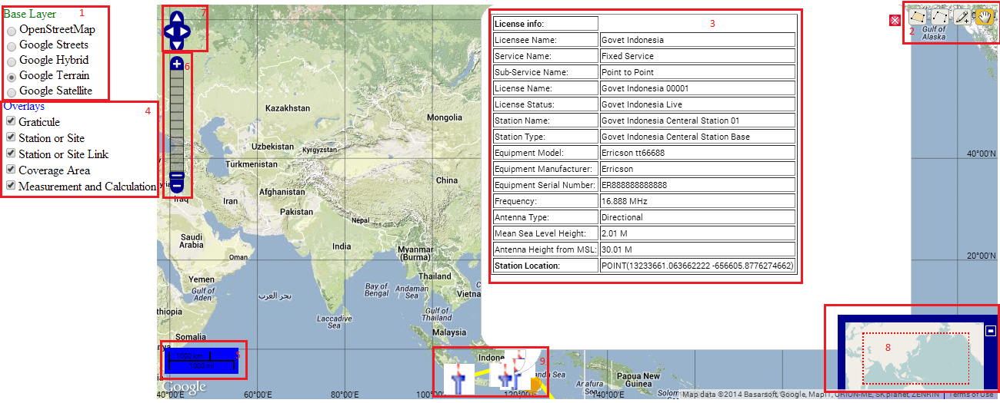 Base Layer 1
OpenStreetMap
Google Streets
Google Hybrid
Google Terrain
Google Satellite
Overlays
4
Graticule
Station or Site
Station or Site Link
Coverage Area
Measurement and Calculation
7
6
3
License info:
Licensee Name: Govet Indonesia
Service Name: Fixed Service
Sub-Service Name: Point to Point
License Name: Govet Indonesia 00001
License Status: Govet Indonesia Live
Station Name: Govet Indonesia Centeral Station 01
Station Type: Govet Indonesia Centeral Station Base
Equipment Model: Erricson tt66688
Equipment Manufacturer: Erricson
Equipment Serial Number: ER888888888888
Frequency: 16.888 MHz
Antenna Type: Directional
Mean Sea Level Height: 2.01 M
Antenna Height from MSL: 30.01 M
Station Location: POINT(13233661.063662222 -656605.8776274662)
2
Gulf of
Alaska
Kazakhstan
Mongolia
Uzbekistan
Kyrgyzstan
Turkmenistan
China
Afghanistan
Iraq
Iran
Pakistan
Nepal
Saudi
Arabia
India
Oman
Myanmar
(Burma)
Yemen
Thailand
Gulf of
Aden
بحر العرب
Bay of
Bengal
Andaman
Sea
Vietna
thiopia
Laccadive
Sea
Gulf of
Thailand
Somalia
Malaysia
Indone
40°00'N
20°00'N
1000 km
5
9
8
anda Sea
Arafura
Sea
Papua New
Guinea
Solom
Google
40°00'E
60°00'E
80°00'E
100°00'E
120°00'E
140°00'E
Map data ©2014 Basarsoft, Google, MapIT, ORION-ME, SK planet, ZENRIN
Terms of Use